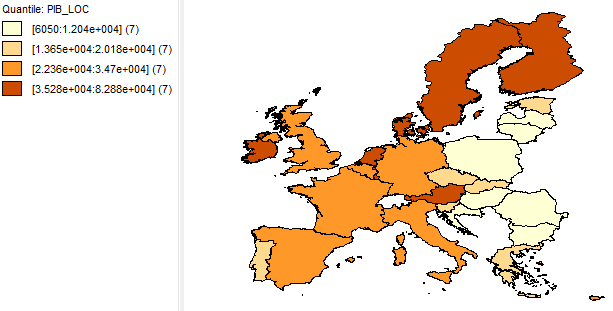 Quantile: PIB_LOC
[6050:1.204e+004] (7)
[1.365e+004:2.018e+004] (7)
[2.236e+004:3.47e+004] (7)
[3.528e+004:8.288e+004] (7)